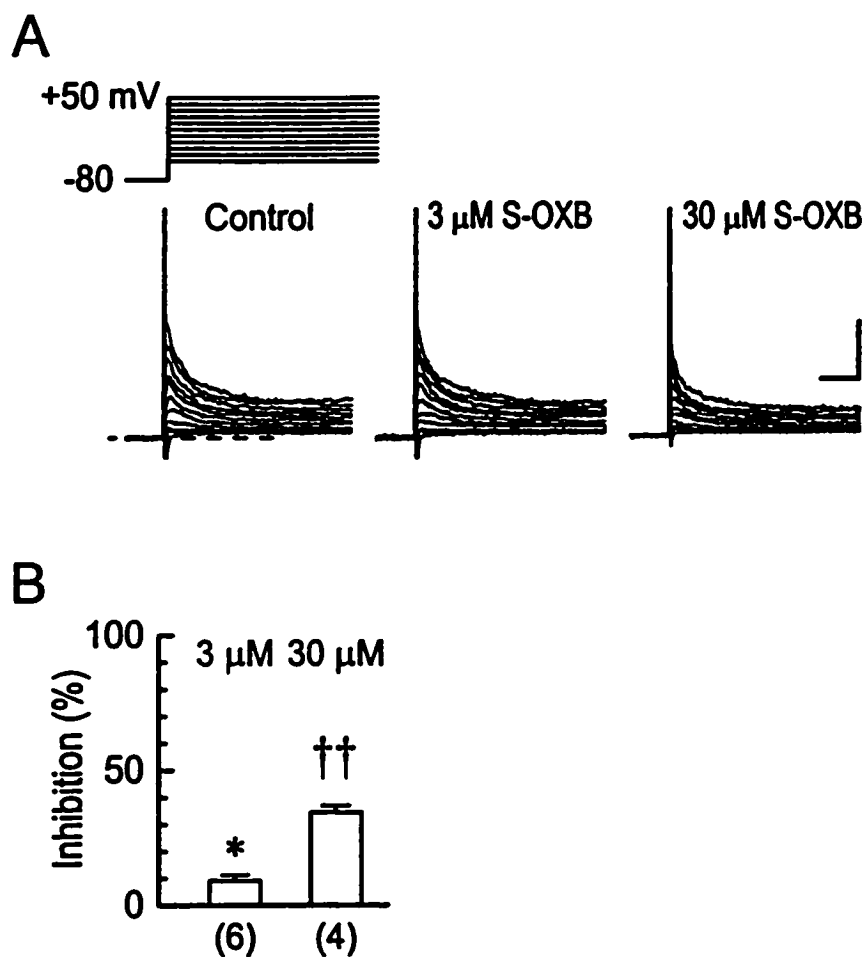 A
+50 mV
-80
Control
3 μM S-OXB
30 μM S-OXB
B
100
3 μM 30 μM
50
††
*
0
Inhibition (%)
(6)
(4)